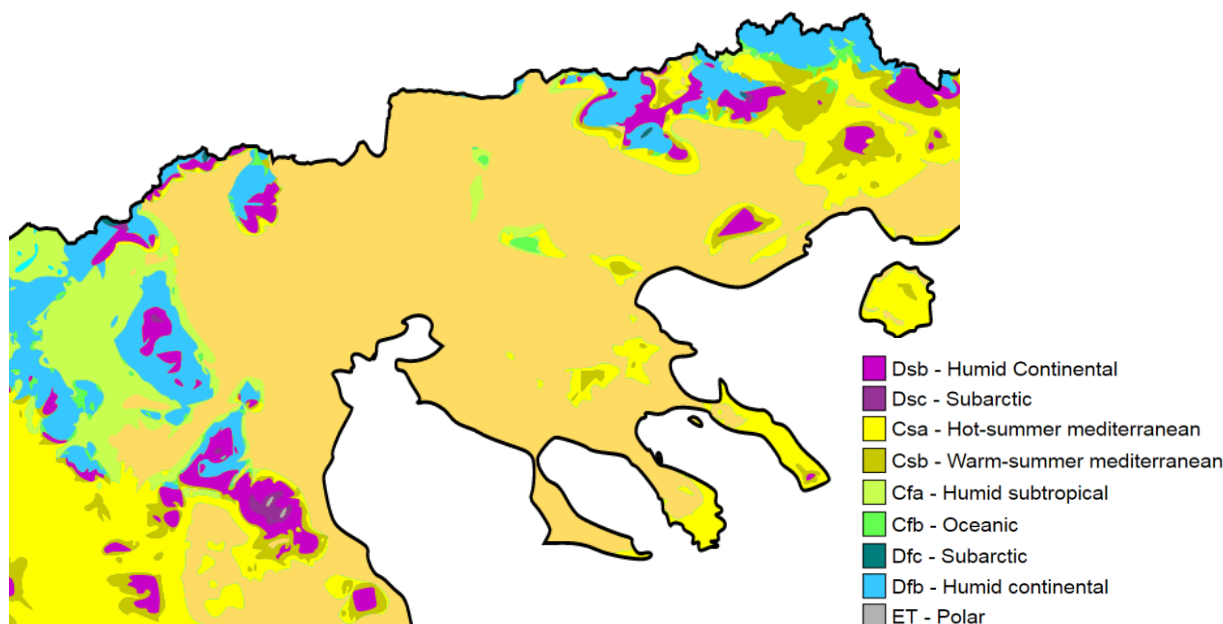 Dsb - Humid Continental
Dsc - Subarctic
Csa - Hot-summer mediterranean
Csb - Warm-summer mediterranean
Cfa - Humid subtropical
Cfb - Oceanic
Dfc - Subarctic
Dfb - Humid continental
ET - Polar